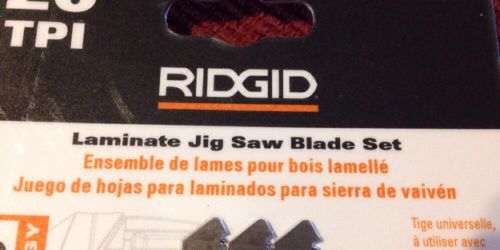 TPI
RIDGID
Laminate Jig Saw Blade Set
Ensemble de lames pour bois lamellé
Juego de hojas para laminados para sierra de vaivén
Tige universelle,
à utiliser avec